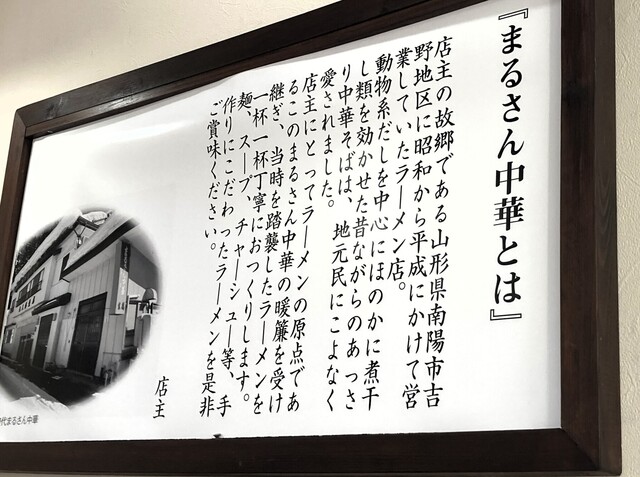 『まるさん中華とは』
店主の故郷である山形県南陽市吉
野地区に昭和から平成にかけて営
業していたラーメン店。
動物系だしを中心にほのかに煮干
し類を効かせた昔ながらのあっさ
り中華そばは、地元民にこよなく
愛されました。
店主にとってラーメンの原点であ
るこのまるさん中華の暖簾を受け
継ぎ、当時を踏襲したラーメンを
一杯一杯丁寧におつくりします。
麺、スープ、チャーシュー等、手
作りにこだわったラーメンを是非
ご賞味ください。
店主
代まるさん中華